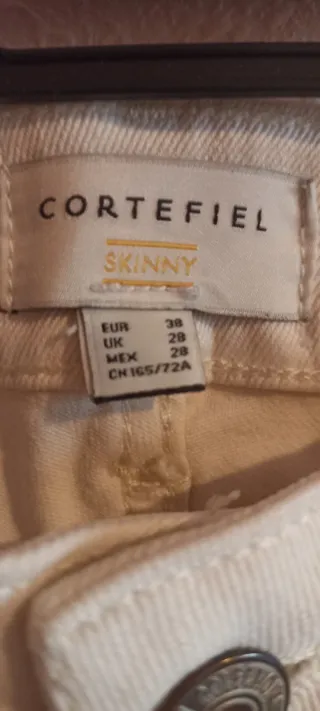 CORTEFIEL
SKINNY
EUR 38
UK 28
MEX 28
CH 165/72A